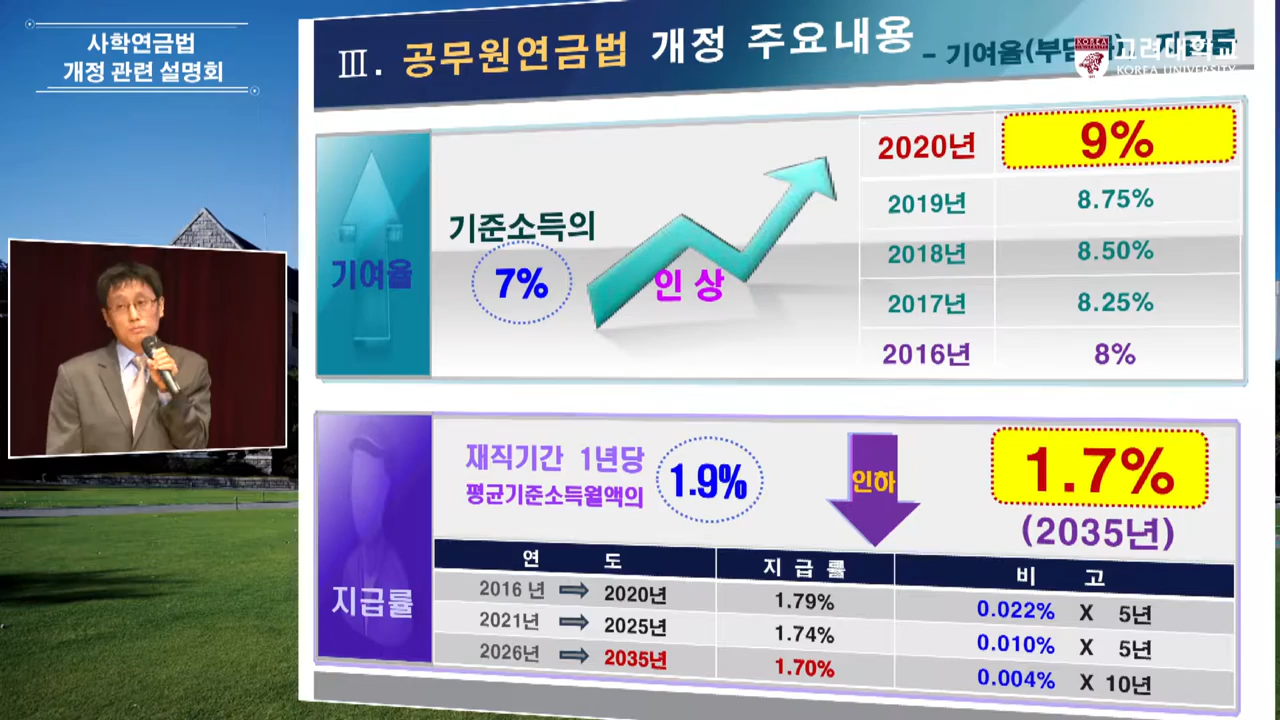 사학연금법
개정 관련 설명회
Ⅲ. 공무원연금법 개정 주요내용 - 기여율(부담 지급률
KOREA
고려대학교
KOREA UNIVERSITY
기여율
기준소득의
7%
인 상
2020년 9%
2019년 8.75%
2018년 8.50%
2017년 8.25%
2016년 8%
지급률
재직기간 1년당
평균기준소득월액의
1.9%
인하
1.7%
(2035년)
연 도 지 급 률 비 고
2016 년 ⇨ 2020년 1.79% 0.022% X 5년
2021년 ⇨ 2025년 1.74% 0.010% X 5년
2026년 ⇨ 2035년 1.70% 0.004% X 10년